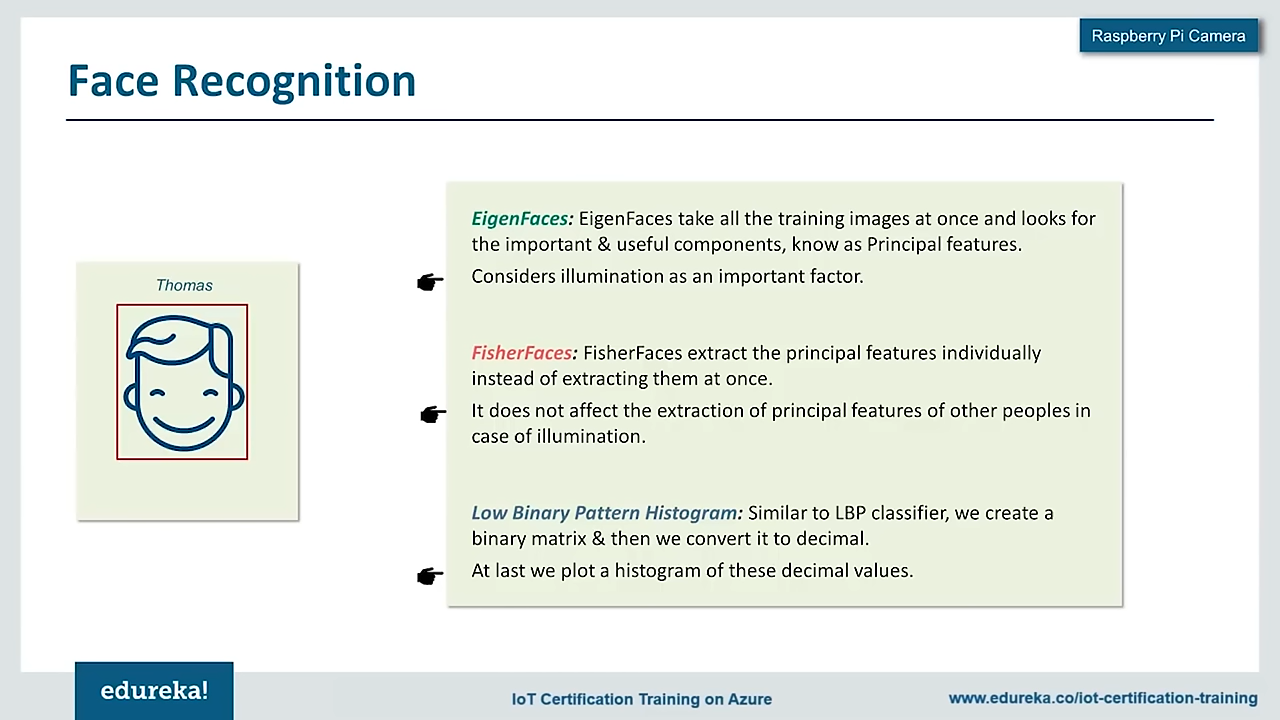 Raspberry Pi Camera
Face Recognition
Thomas
EigenFaces: EigenFaces take all the training images at once and looks for
the important & useful components, know as Principal features.
Considers illumination as an important factor.
FisherFaces: FisherFaces extract the principal features individually
instead of extracting them at once.
It does not affect the extraction of principal features of other peoples in
case of illumination.
Low Binary Pattern Histogram: Similar to LBP classifier, we create a
binary matrix & then we convert it to decimal.
At last we plot a histogram of these decimal values.
edureka!
IoT Certification Training on Azure
www.edureka.co/iot-certification-training